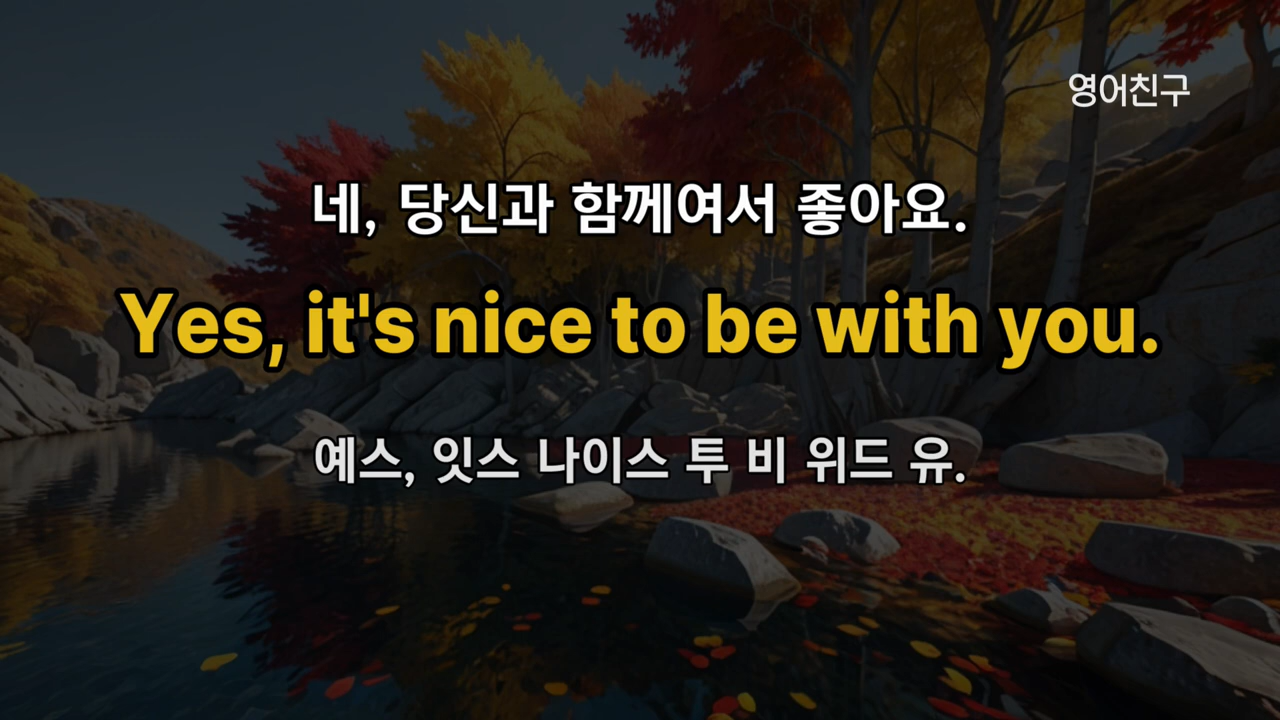 영어친구
네, 당신과 함께여서 좋아요.
Yes, it's nice to be with you.
예스, 잇스 나이스 투 비 위드 유.